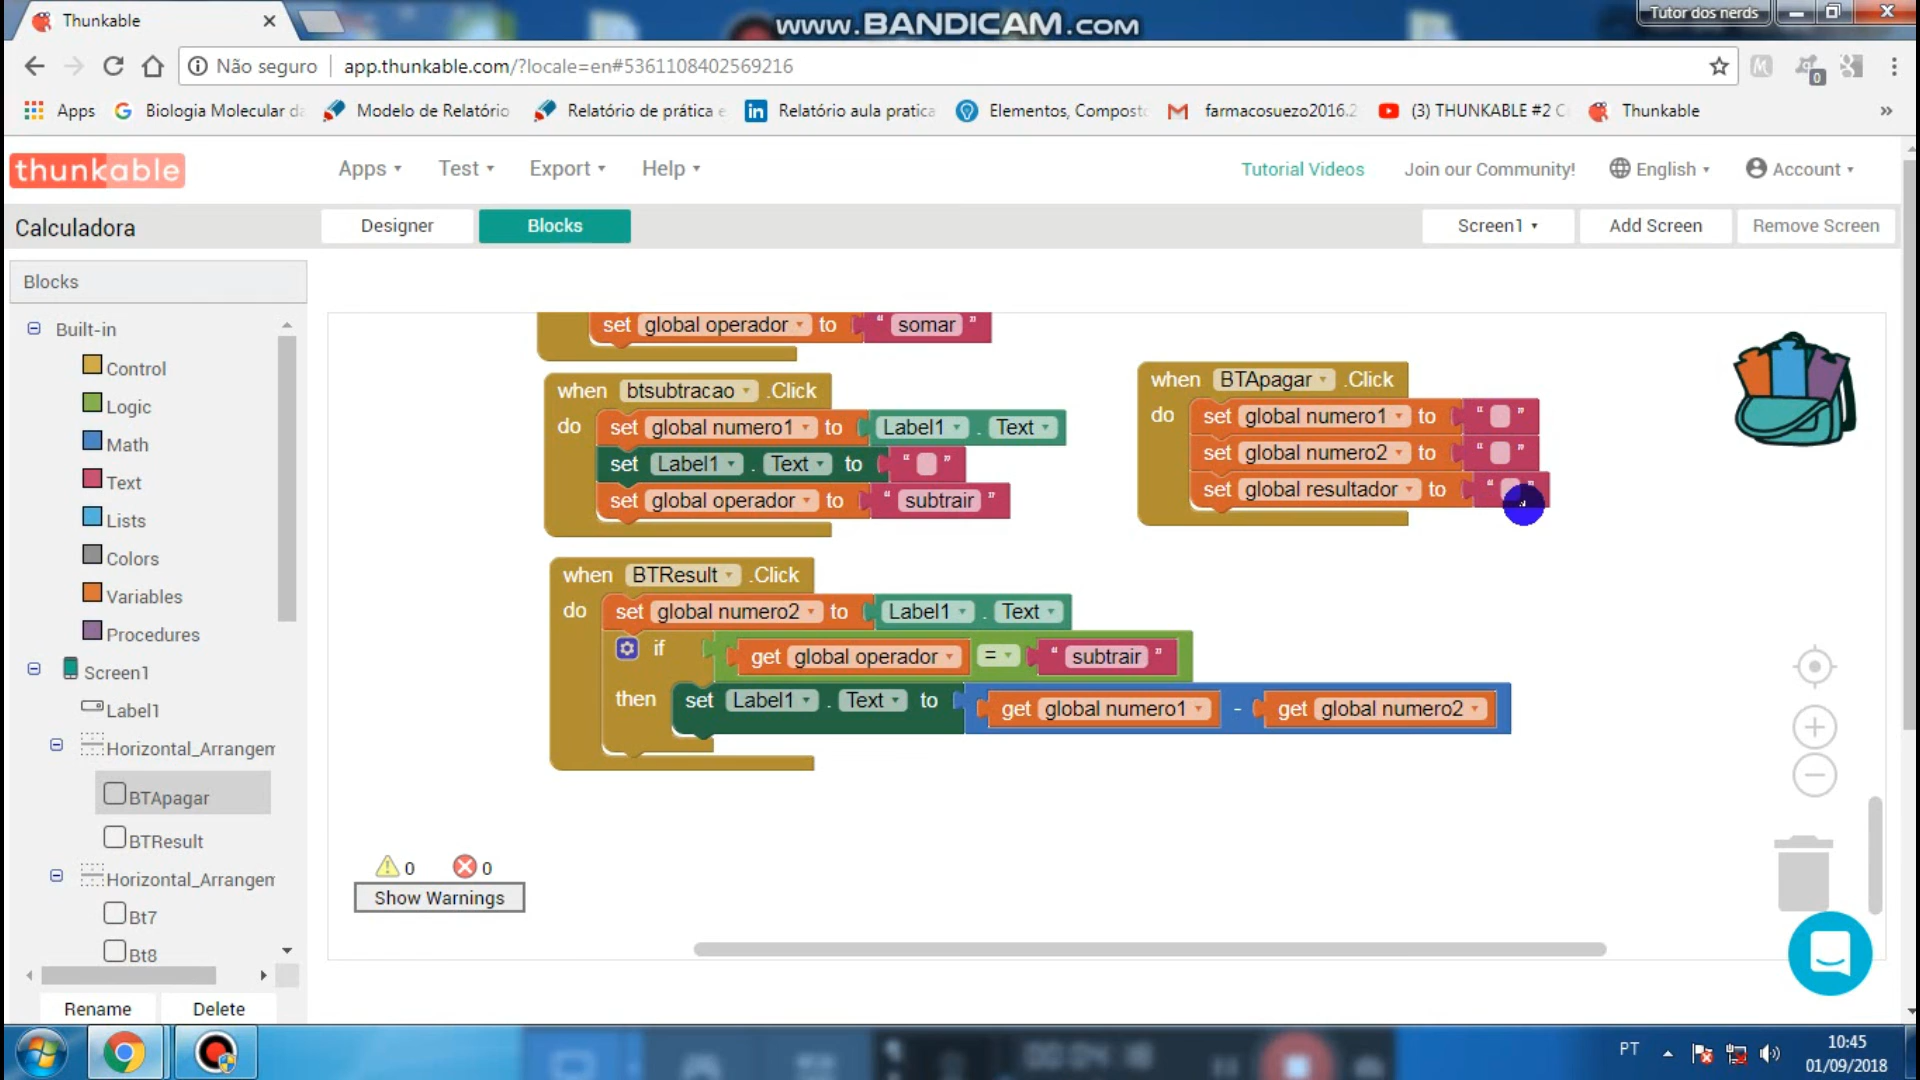 Thunkable
www.BANDICAM.com
Tutor dos nerds
Não seguro
app.thunkable.com/?locale=en#5361108402569216
0
Apps
Biologia Molecular da
Modelo de Relatório
Relatório de prática e
Relatório aula pratica
Elementos, Composto
farmacosuezo2016.2
(3) THUNKABLE #2 C
Thunkable
»
thunkable
Apps
Test
Export
Help
Tutorial Videos
Join our Community!
English
Account
Calculadora
Designer
Blocks
Screen1
Add Screen
Remove Screen
Blocks
Built-in
Control
Logic
Math
Text
Lists
Colors
Variables
Procedures
Screen1
Label1
Horizontal_Arrangem
BTApagar
BTResult
Horizontal_Arrangem
Bt7
Bt8
Rename
Delete
set global operador to “ somar ”
when btsubtracao .Click
do set global numero1 to Label1 . Text
set Label1 . Text to “ ”
set global operador to “ subtrair ”
when BTApagar .Click
do set global numero1 to “ ”
set global numero2 to “ ”
set global resultador to “ ”
when BTResult .Click
do set global numero2 to Label1 . Text
if get global operador = “ subtrair ”
then set Label1 . Text to get global numero1 - get global numero2
0
0
Show Warnings
PT
10:45
01/09/2018